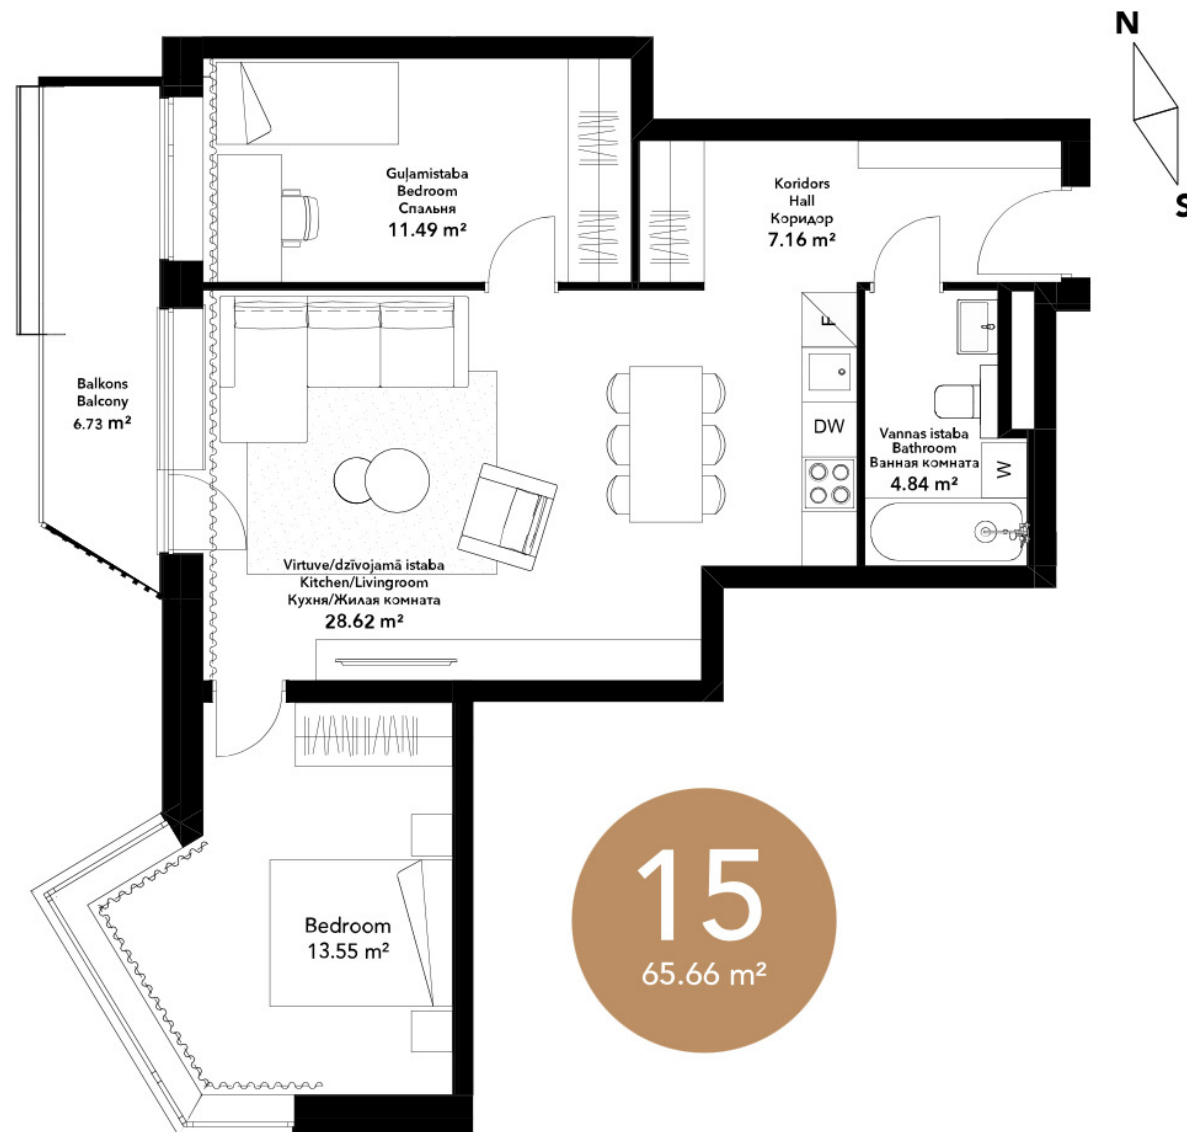 N
S
Guļamistaba
Bedroom
Спальня
11.49 m²
Koridors
Hall
Коридор
7.16 m²
Balkons
Balcony
6.73 m²
F
DW
Vannas istaba
Bathroom
Ванная комната
4.84 m²
W
Virtuve/dzīvojamā istaba
Kitchen/Livingroom
Кухня/Жилая комната
28.62 m²
Bedroom
13.55 m²
15
65.66 m²